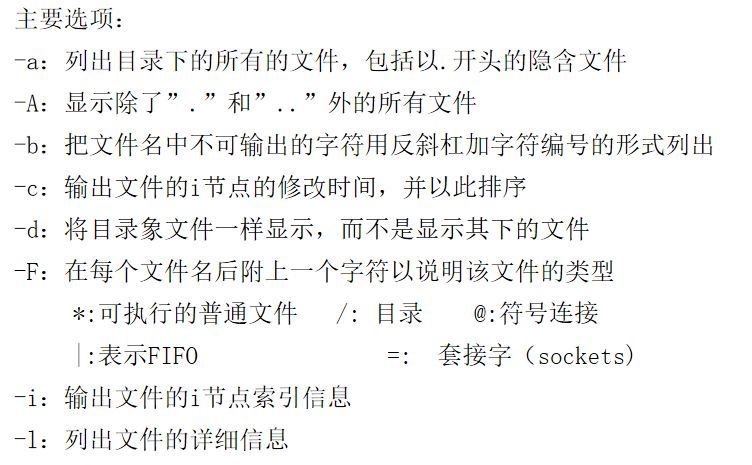 主要选项：
-a：列出目录下的所有的文件，包括以.开头的隐含文件
-A：显示除了”.”和”..”外的所有文件
-b：把文件名中不可输出的字符用反斜杠加字符编号的形式列出
-c：输出文件的i节点的修改时间，并以此排序
-d：将目录象文件一样显示，而不是显示其下的文件
-F：在每个文件名后附上一个字符以说明该文件的类型
*:可执行的普通文件 /: 目录 @:符号连接
|:表示FIFO =: 套接字（sockets)
-i：输出文件的i节点索引信息
-l：列出文件的详细信息